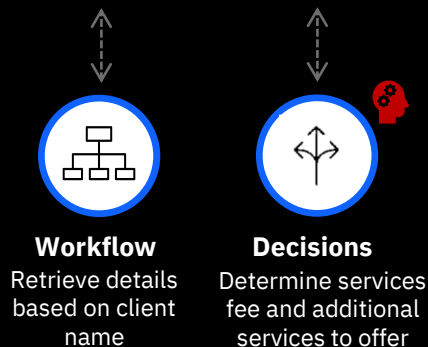 Workflow
Retrieve details
based on client
name
Decisions
Determine services
fee and additional
services to offer